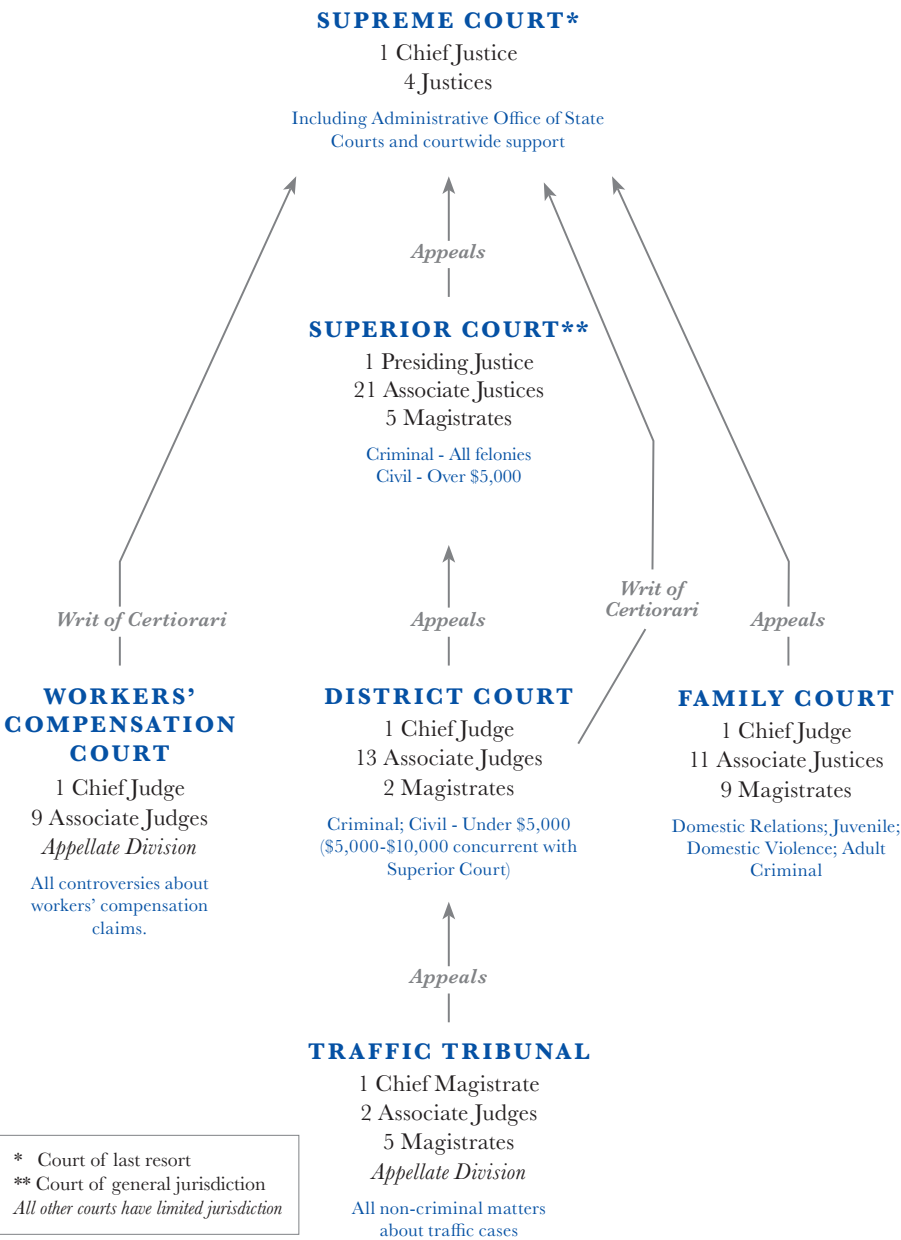 SUPREME COURT*
1 Chief Justice
4 Justices
Including Administrative Office of State
Courts and courtwide support
Appeals
SUPERIOR COURT**
1 Presiding Justice
21 Associate Justices
5 Magistrates
Criminal - All felonies
Civil - Over $5,000
Writ of Certiorari
Appeals
Writ of
Certiorari
Appeals
WORKERS'
COMPENSATION
COURT
1 Chief Judge
9 Associate Judges
Appellate Division
All controversies about
workers' compensation
claims.
DISTRICT COURT
1 Chief Judge
13 Associate Judges
2 Magistrates
Criminal; Civil - Under $5,000
($5,000-$10,000 concurrent with
Superior Court)
FAMILY COURT
1 Chief Judge
11 Associate Justices
9 Magistrates
Domestic Relations; Juvenile;
Domestic Violence; Adult
Criminal
Appeals
TRAFFIC TRIBUNAL
1 Chief Magistrate
2 Associate Judges
5 Magistrates
Appellate Division
All non-criminal matters
about traffic cases
* Court of last resort
** Court of general jurisdiction
All other courts have limited jurisdiction